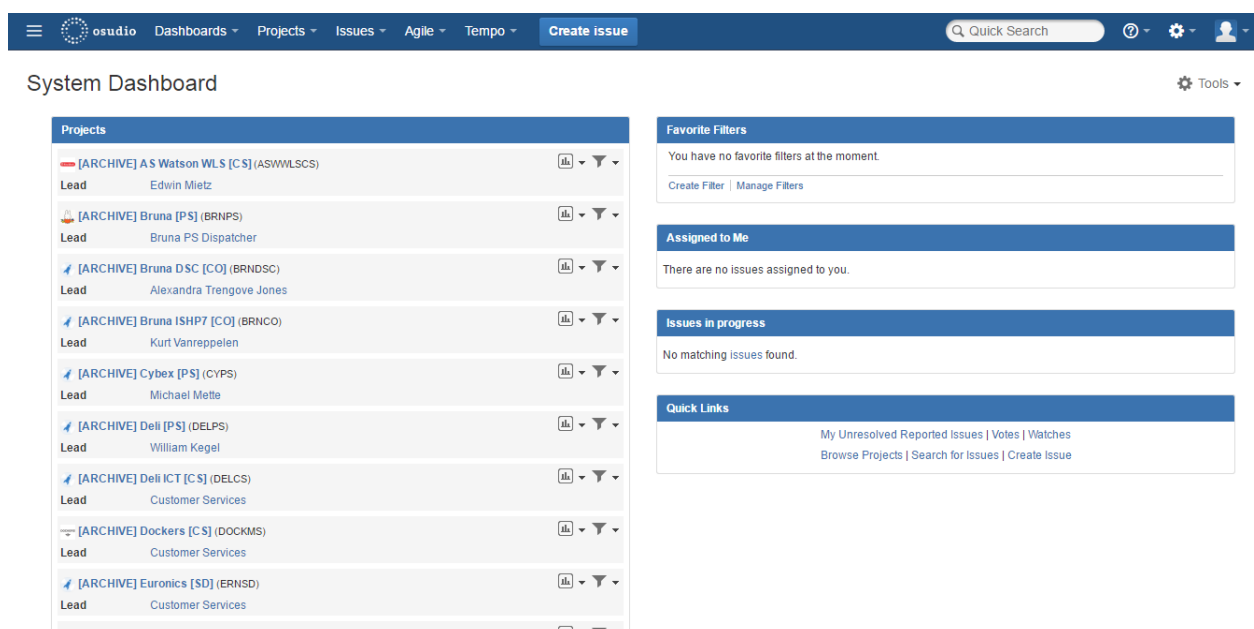 osudio Dashboards Projects Issues Agile Tempo Create issue Quick Search
System Dashboard
Tools
Projects
[ARCHIVE] AS Watson WLS [CS] (ASWWLSCS)
Lead Edwin Mietz
[ARCHIVE] Bruna [PS] (BRNPS)
Lead Bruna PS Dispatcher
[ARCHIVE] Bruna DSC [CO] (BRNDSC)
Lead Alexandra Trengove Jones
[ARCHIVE] Bruna ISHP7 [CO] (BRNCO)
Lead Kurt Vanreppelen
[ARCHIVE] Cybex [PS] (CYPS)
Lead Michael Mette
[ARCHIVE] Deli [PS] (DELPS)
Lead William Kegel
[ARCHIVE] Deli ICT [CS] (DELCS)
Lead Customer Services
[ARCHIVE] Dockers [CS] (DOCKMS)
Lead Customer Services
[ARCHIVE] Euronics [SD] (ERNSD)
Lead Customer Services
Favorite Filters
You have no favorite filters at the moment.
Create Filter | Manage Filters
Assigned to Me
There are no issues assigned to you.
Issues in progress
No matching issues found.
Quick Links
My Unresolved Reported Issues | Votes | Watches
Browse Projects | Search for Issues | Create Issue